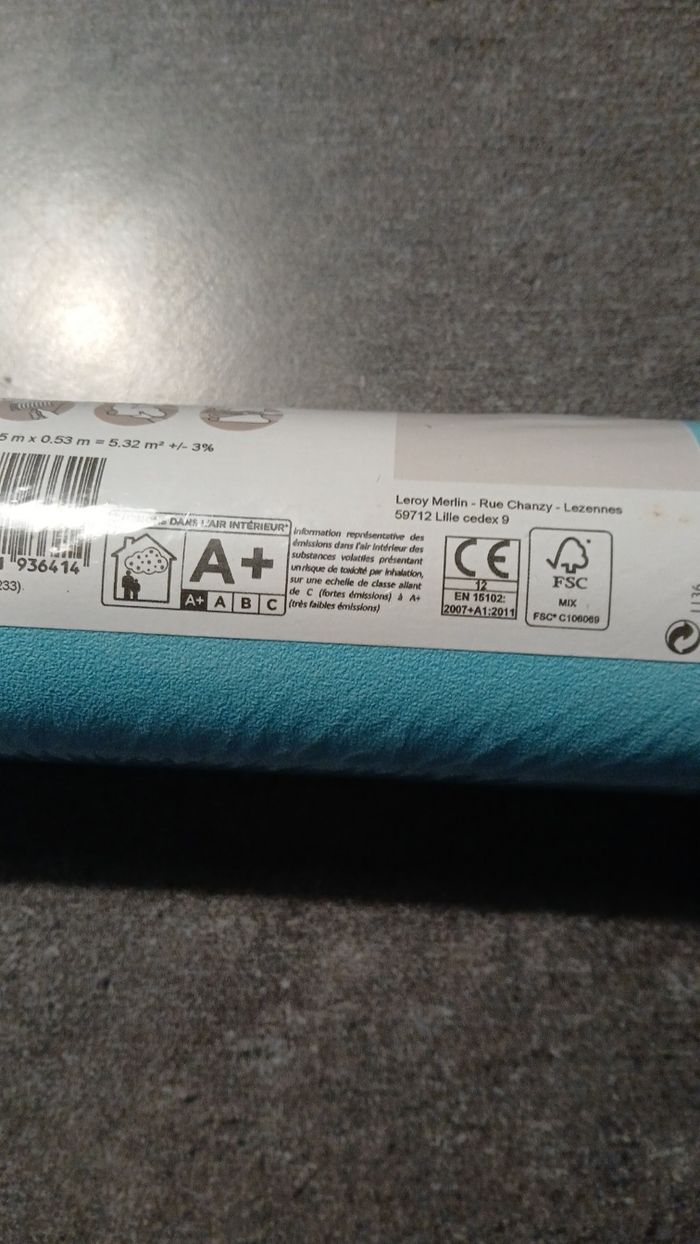 5 m x 0.53 m = 5.32 m² +/- 3%
936414
233)
DANS L'AIR INTÉRIEUR*
A+
A+ A B C
Information représentative des
émissions dans l'air intérieur des
substances volatiles présentant
un risque de toxicité par inhalation,
sur une echelle de classe allant
de C (fortes émissions) à A+
(très faibles émissions)
Leroy Merlin - Rue Chanzy - Lezennes
59712 Lille cedex 9
CE
12
EN 15102:
2007+A1:2011
FSC
MIX
FSC® C106069